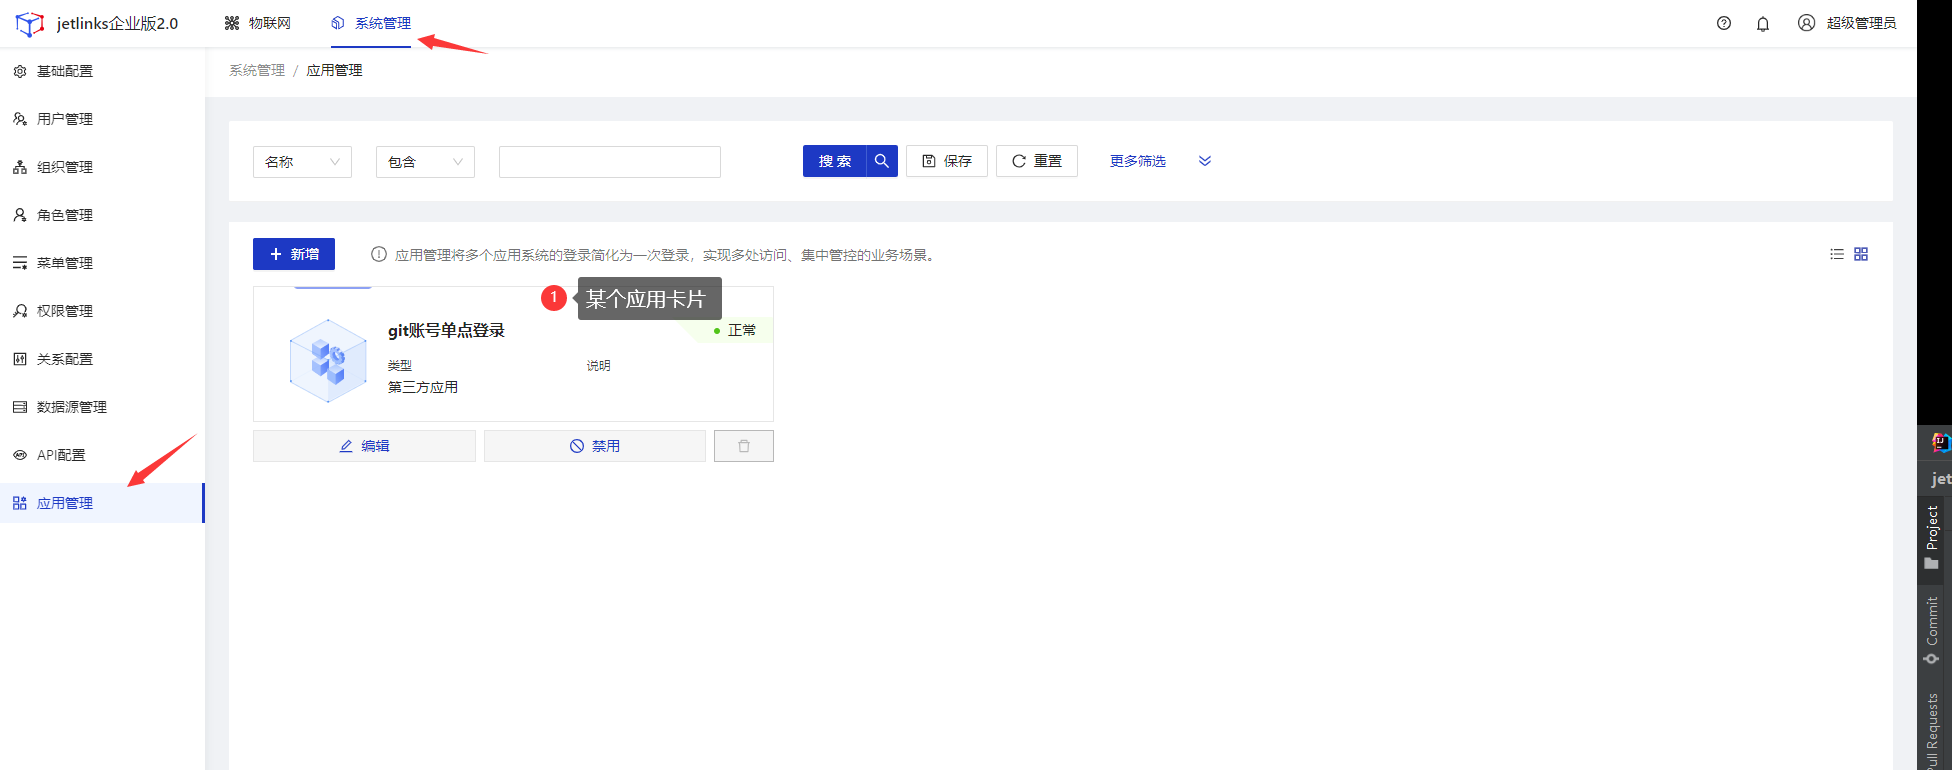 jetlinks企业版2.0
物联网
系统管理
超级管理员
基础配置
用户管理
组织管理
角色管理
菜单管理
权限管理
关系配置
数据源管理
API配置
应用管理
系统管理 / 应用管理
名称
包含
搜索
保存
重置
更多筛选
新增
应用管理将多个应用系统的登录简化为一次登录，实现多处访问、集中管控的业务场景。
1
某个应用卡片
git账号单点登录
正常
类型
说明
第三方应用
编辑
禁用
IJ
jet
Project
Commit
ull Requests